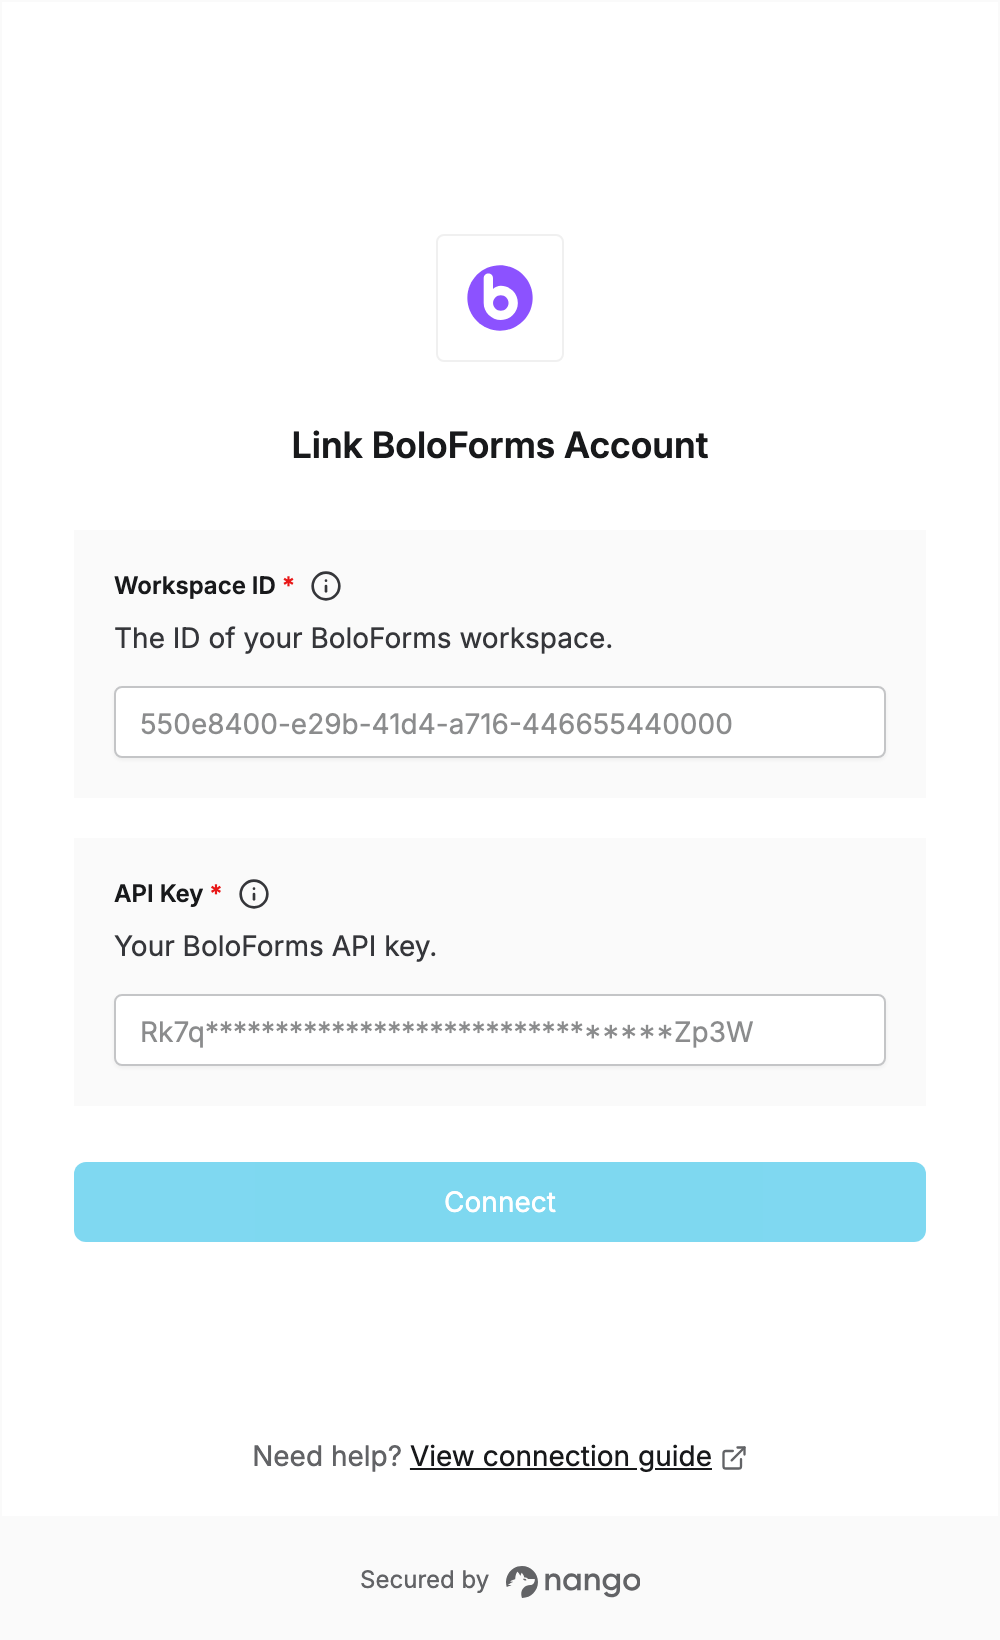 Link BoloForms Account
Workspace ID *
The ID of your BoloForms workspace.
550e8400-e29b-41d4-a716-446655440000
API Key *
Your BoloForms API key.
Rk7q*********************************Zp3W
Connect
Need help? View connection guide
Secured by nango